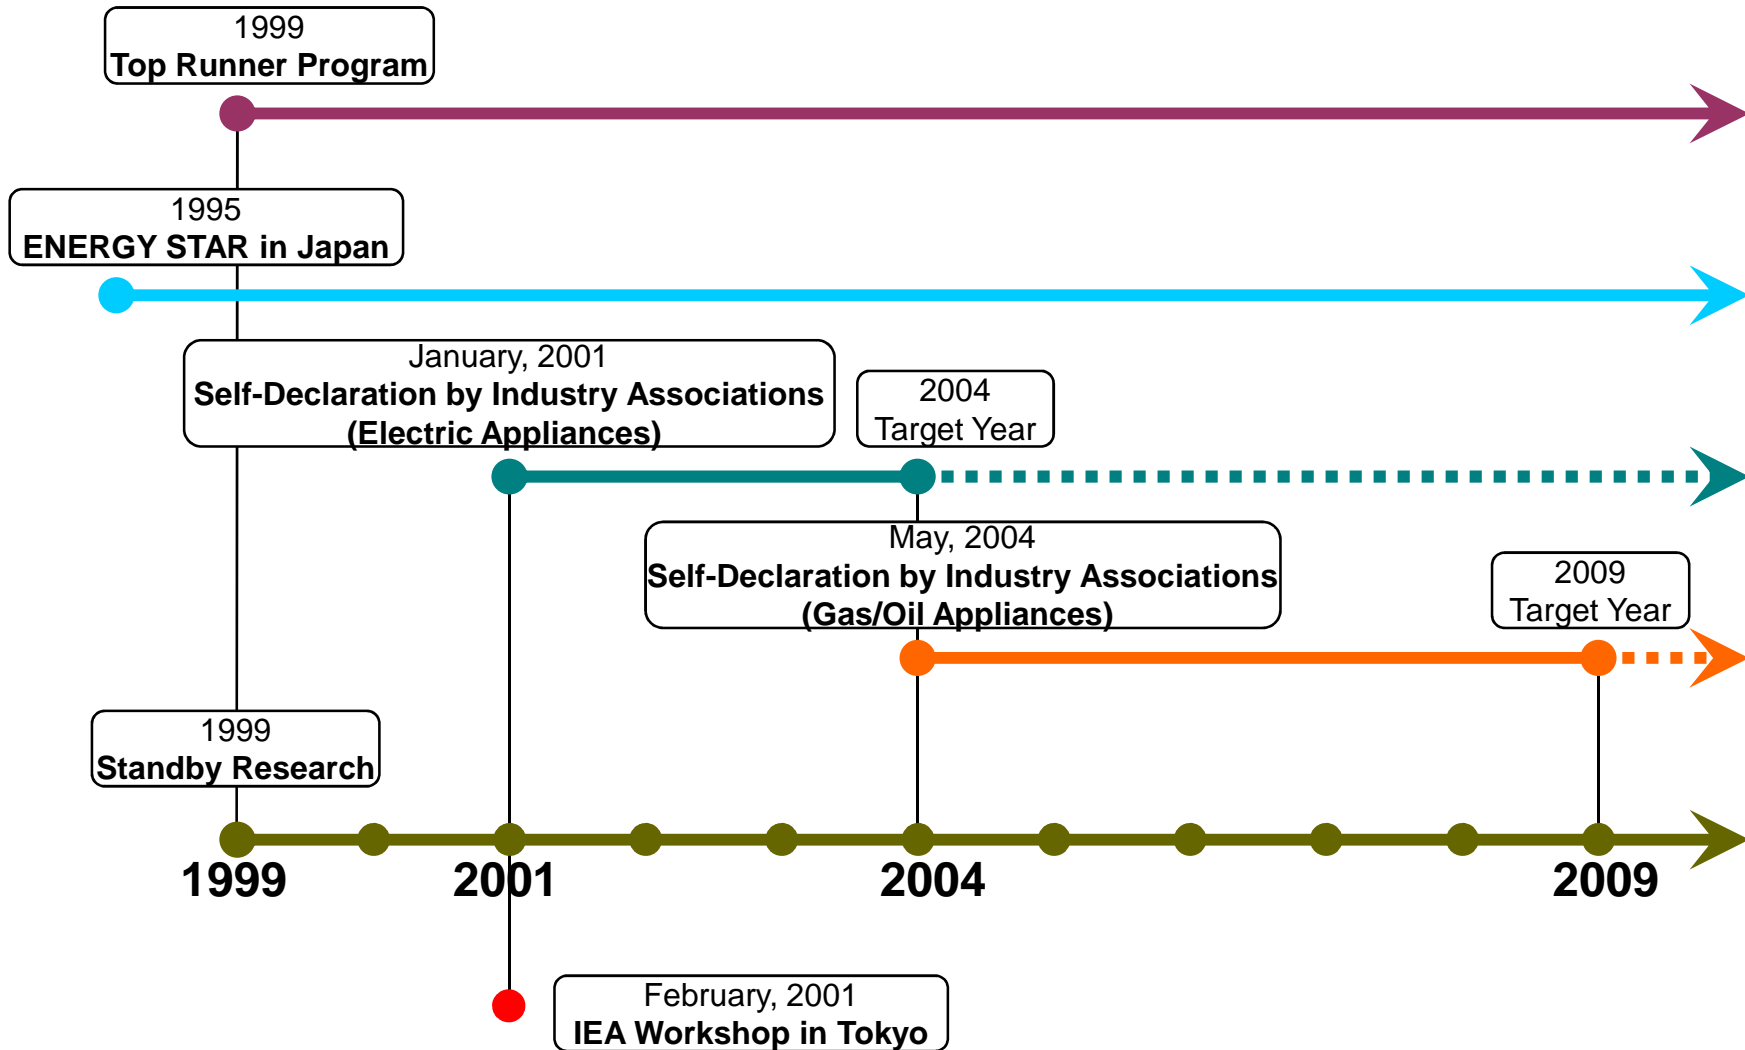 1999
Top Runner Program
1995
ENERGY STAR in Japan
January, 2001
Self-Declaration by Industry Associations
(Electric Appliances)
2004
Target Year
May, 2004
Self-Declaration by Industry Associations
(Gas/Oil Appliances)
2009
Target Year
1999
Standby Research
1999
2001
2004
2009
February, 2001
IEA Workshop in Tokyo